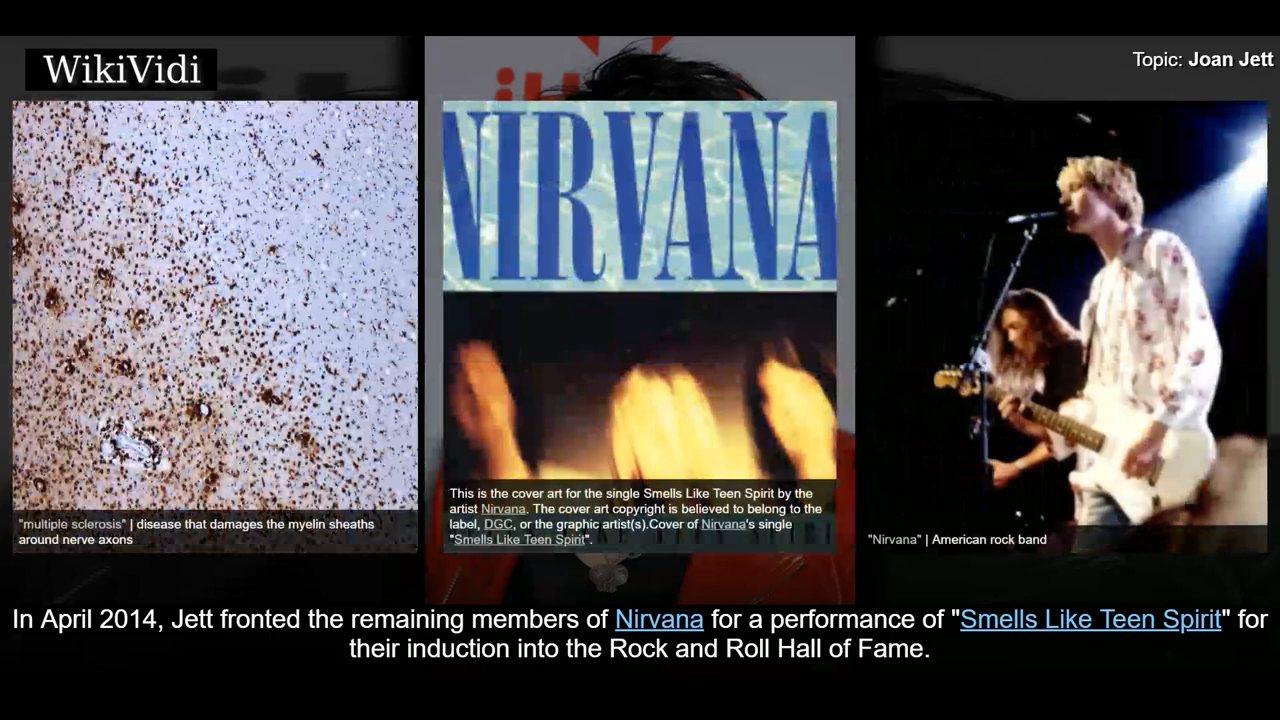 WikiVidi
Topic: Joan Jett
NIRVANA
"multiple sclerosis" | disease that damages the myelin sheaths
around nerve axons
This is the cover art for the single Smells Like Teen Spirit by the
artist Nirvana. The cover art copyright is believed to belong to the
label, DGC, or the graphic artist(s).Cover of Nirvana's single
"Smells Like Teen Spirit".
"Nirvana" | American rock band
In April 2014, Jett fronted the remaining members of Nirvana for a performance of "Smells Like Teen Spirit" for
their induction into the Rock and Roll Hall of Fame.